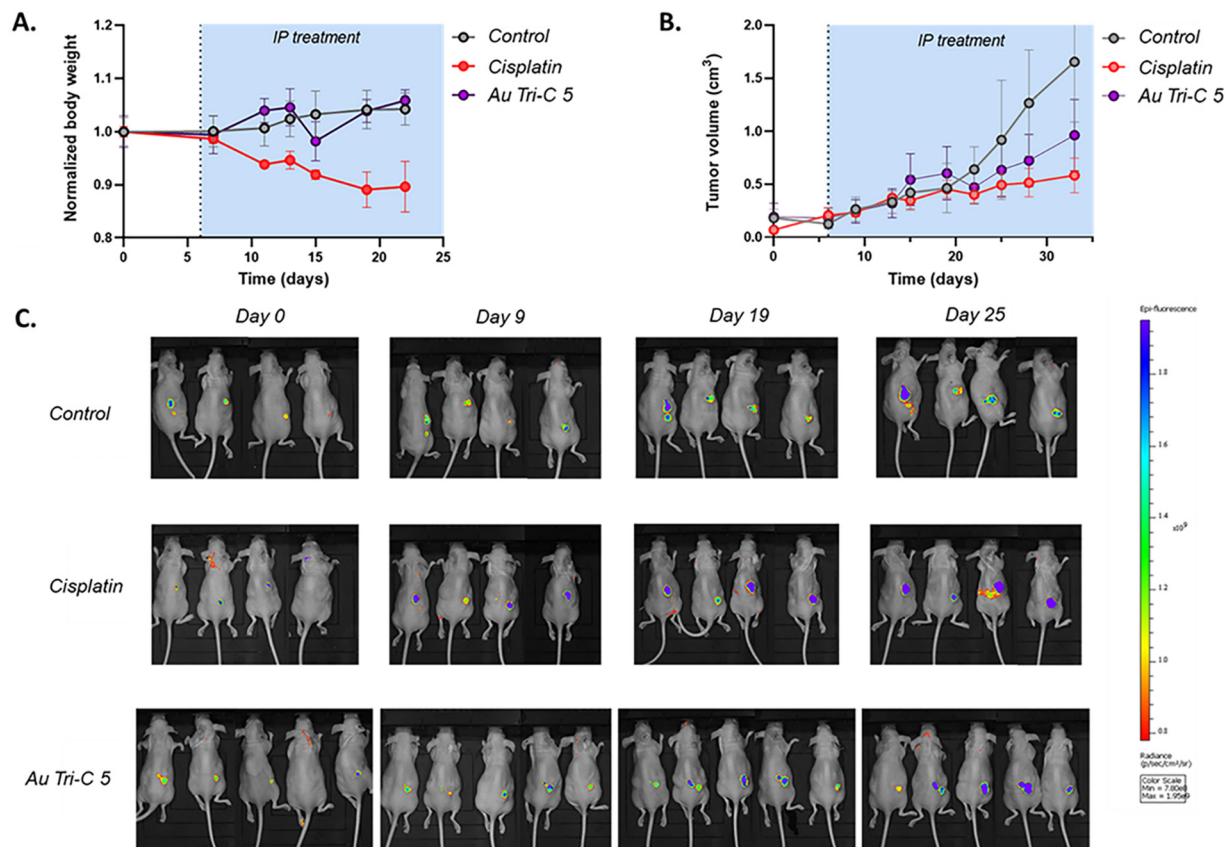 A.
1.2
1.1
1.0
0.9
0.8
Normalized body weight
IP treatment
0 5 10 15 20 25
Time (days)
Control
Cisplatin
Au Tri-C 5
B.
2.0
1.5
1.0
0.5
0.0
Tumor volume (cm³)
IP treatment
0 10 20 30
Time (days)
Control
Cisplatin
Au Tri-C 5
C.
Day 0 Day 9 Day 19 Day 25
Control
Cisplatin
Au Tri-C 5
Epi-fluorescence
1.8
1.6
1.4
x10⁹
1.2
1.0
0.8
Radiance
(p/sec/cm²/sr)
Color Scale
Min = 7.80e8
Max = 1.95e9